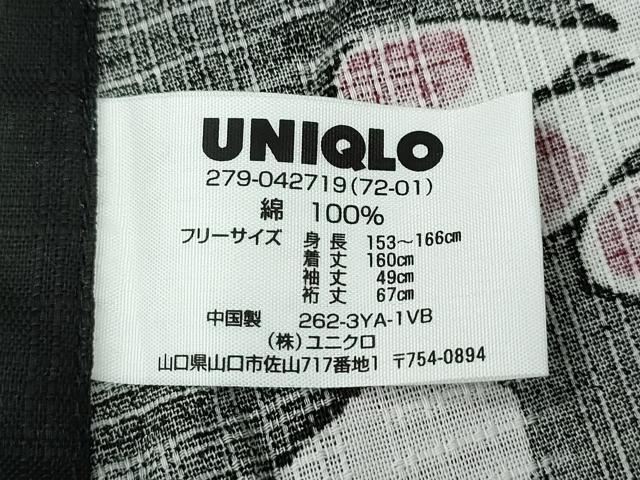 UNIQLO
279-042719(72-01)
綿 100%
フリーサイズ 身長 153〜166cm
着丈 160cm
袖丈 49cm
裄丈 67cm
中国製 262-3YA-1VB
(株)ユニクロ
山口県山口市佐山717番地1 〒754-0894